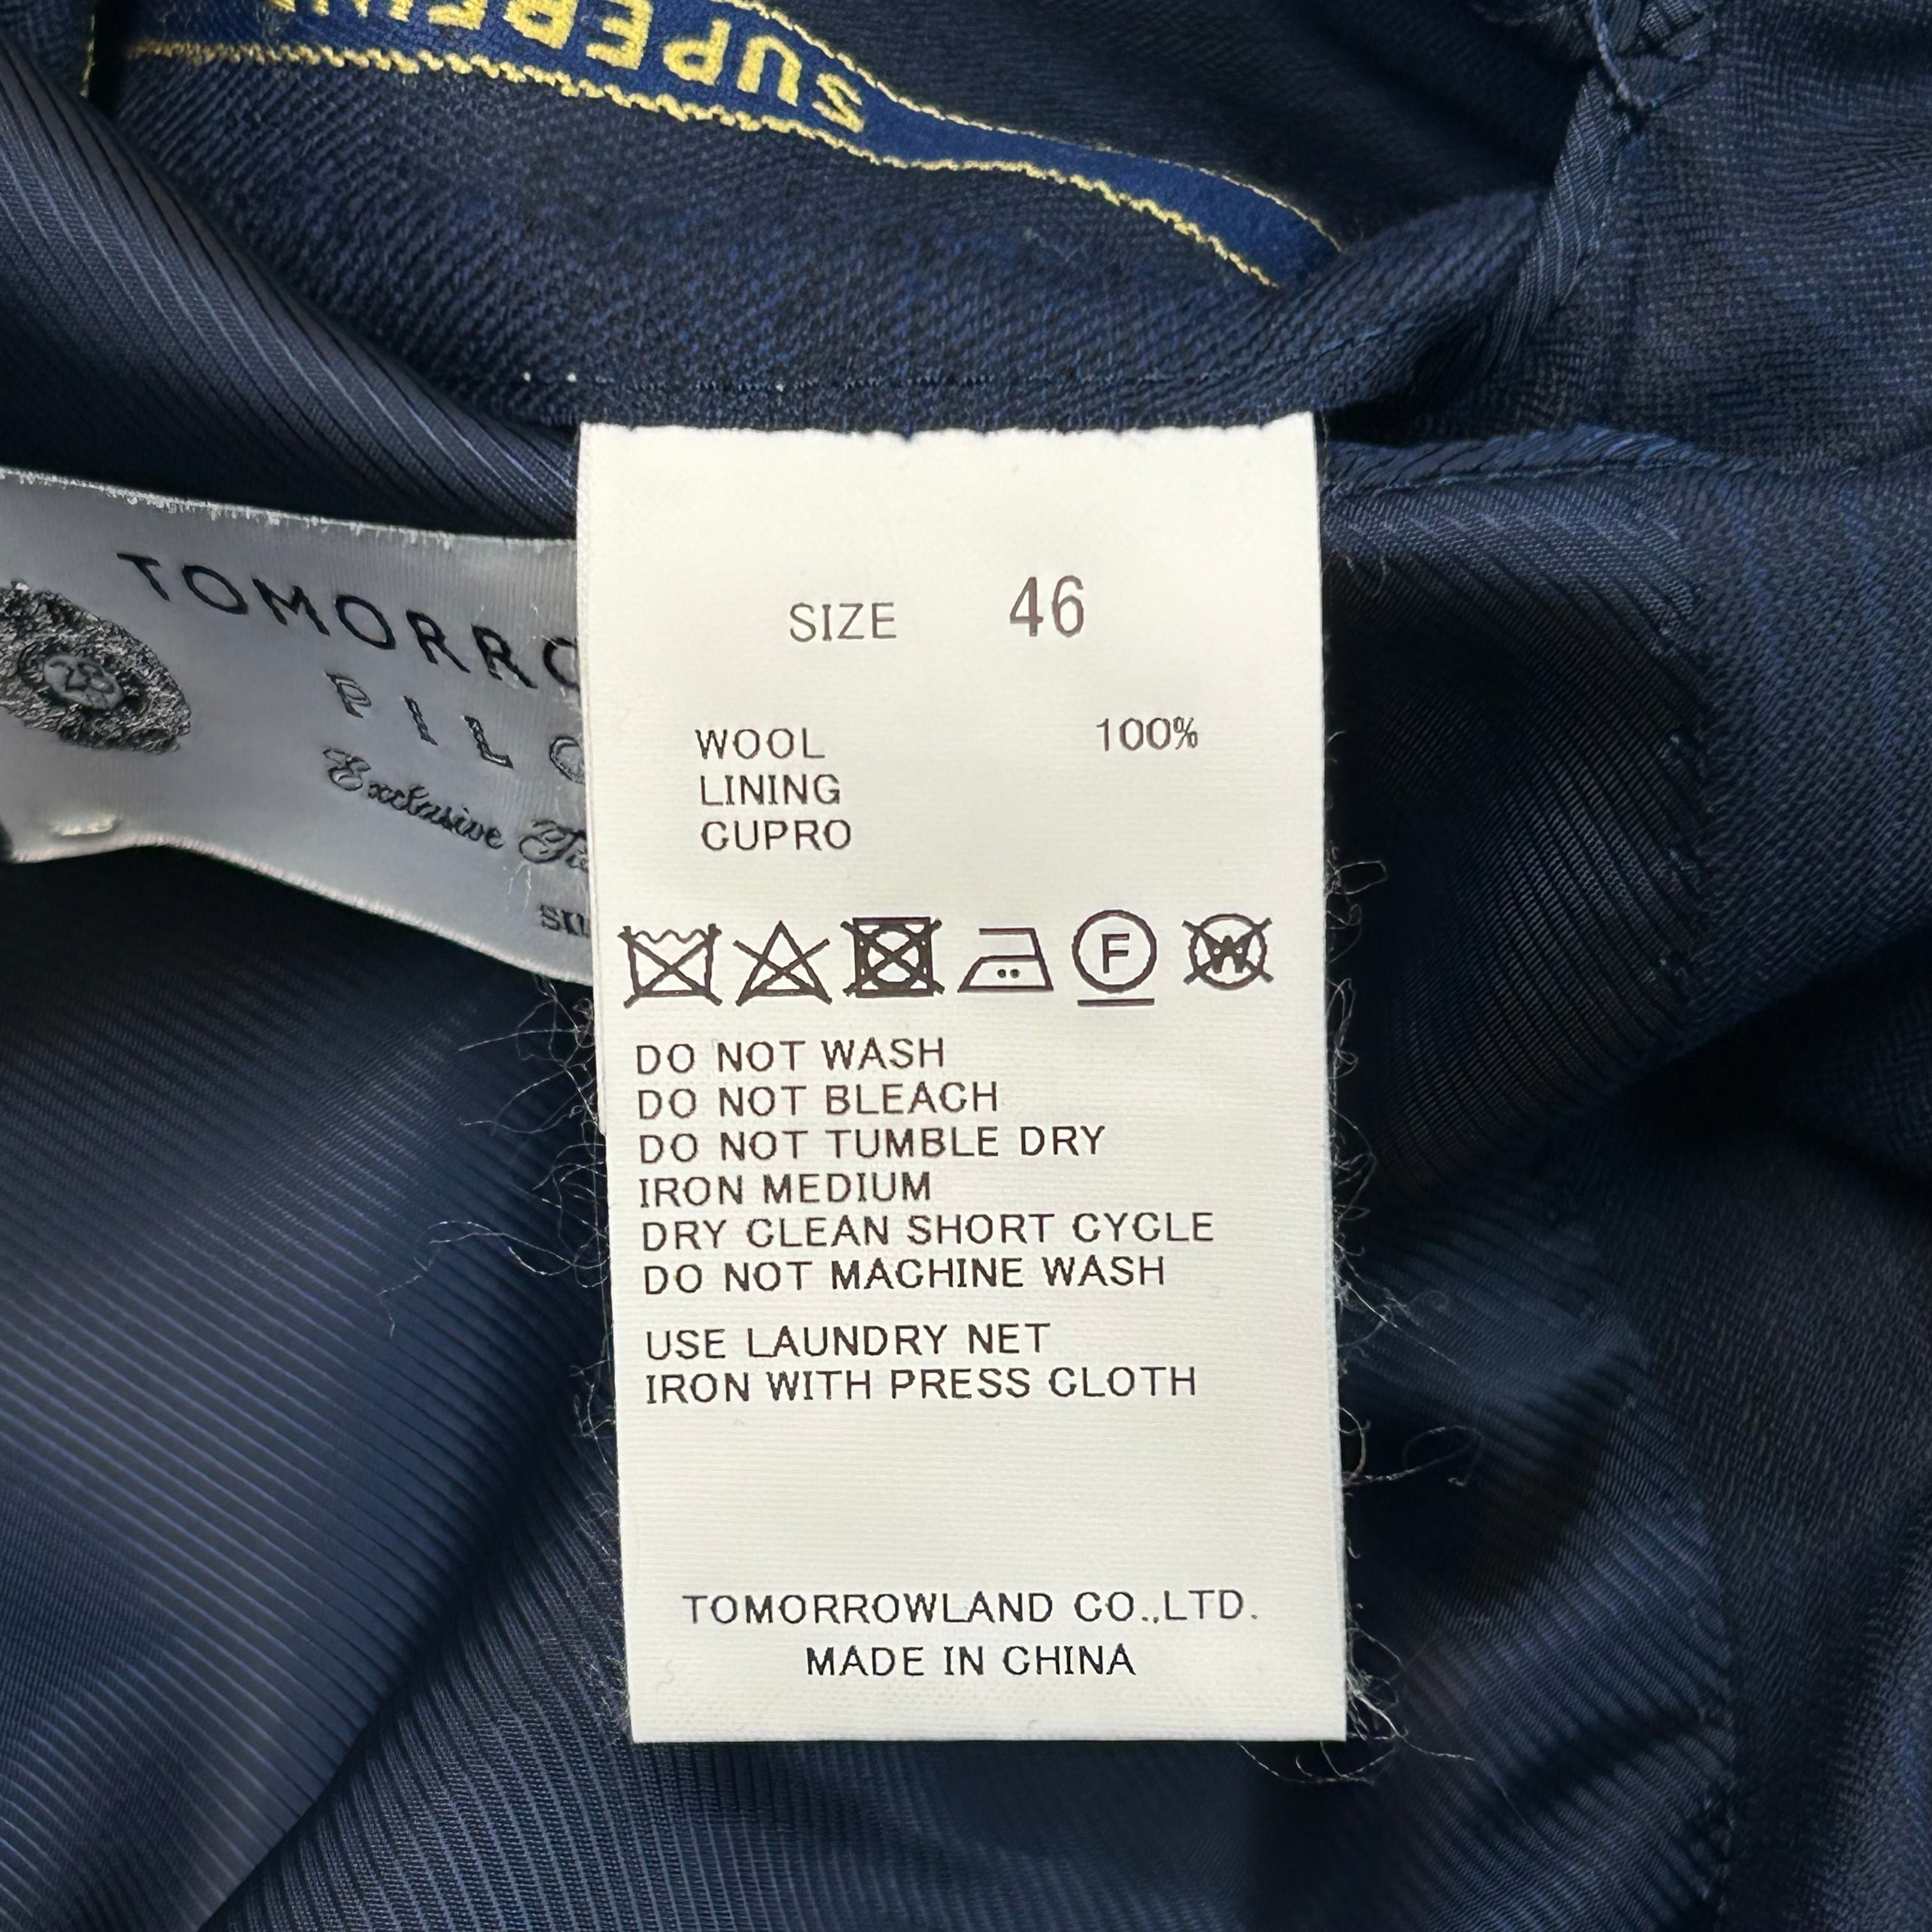 SUPER
TOMORRO
PILO
Exclusive
28
SIZE 46
WOOL 100%
LINING
CUPRO
F
W
DO NOT WASH
DO NOT BLEACH
DO NOT TUMBLE DRY
IRON MEDIUM
DRY CLEAN SHORT CYCLE
DO NOT MACHINE WASH
USE LAUNDRY NET
IRON WITH PRESS CLOTH
TOMORROWLAND CO.,LTD.
MADE IN CHINA